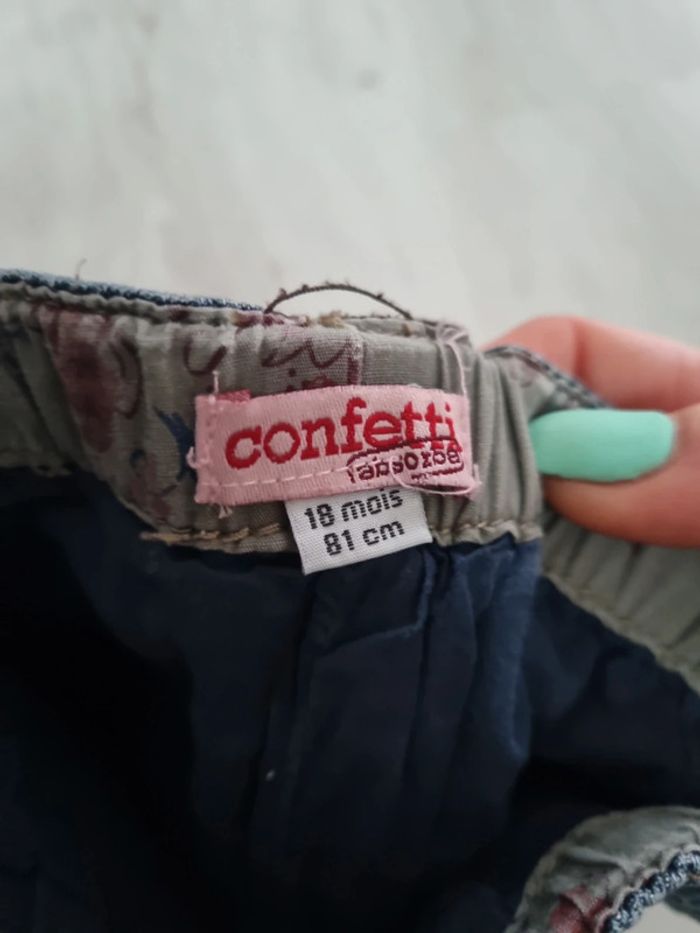 confetti
absorba
18 mois
81 cm